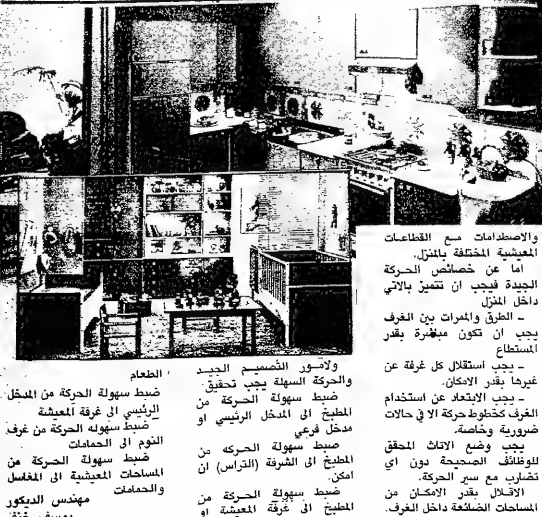 والاصطدامات مع القطاعات
المعيشية المختلفة بالمنزل.
اما عن خصائص الحركة
الجيدة فيجب ان تتميز بالاتي
داخل المنزل
ـ الطرق والممرات بين الغرف
يجب ان تكون مباشرة بقدر
المستطاع
ـ يجب استقلال كل غرفة عن
غيرها بقدر الامكان.
ـ يجب الابتعاد عن استخدام
الغرف كخطوط حركة الا في حالات
ضرورية وخاصة.
يجب وضع الاثاث المحقق
للوظائف الصحيحة دون اي
تضارب مع سير الحركة.
الاقلال بقدر الامكان من
المساحات الضائعة داخل الغرف.
التصميم الجيد
والحركة السهلة يجب تحقيق.
ضبط سهولة الحركة من
المطبخ الى المدخل الرئيسي او
مدخل فرعي
ضبط سهولة الحركه من
المطبخ الى الشرفة (التراس) ان
امكن.
ضبط سهولة الحركة من
المطبخ الى غرفة المعيشة او
الطعام
ضبط سهولة الحركة من المدخل
الرئيسي الى غرفة المعيشة
ـ ضبط سهولة الحركة من غرف
النوم الى الحمامات
ضبط سهولة الحركة من
المساحات المعيشية الى المغاسل
والحمامات
مهندس الديكور